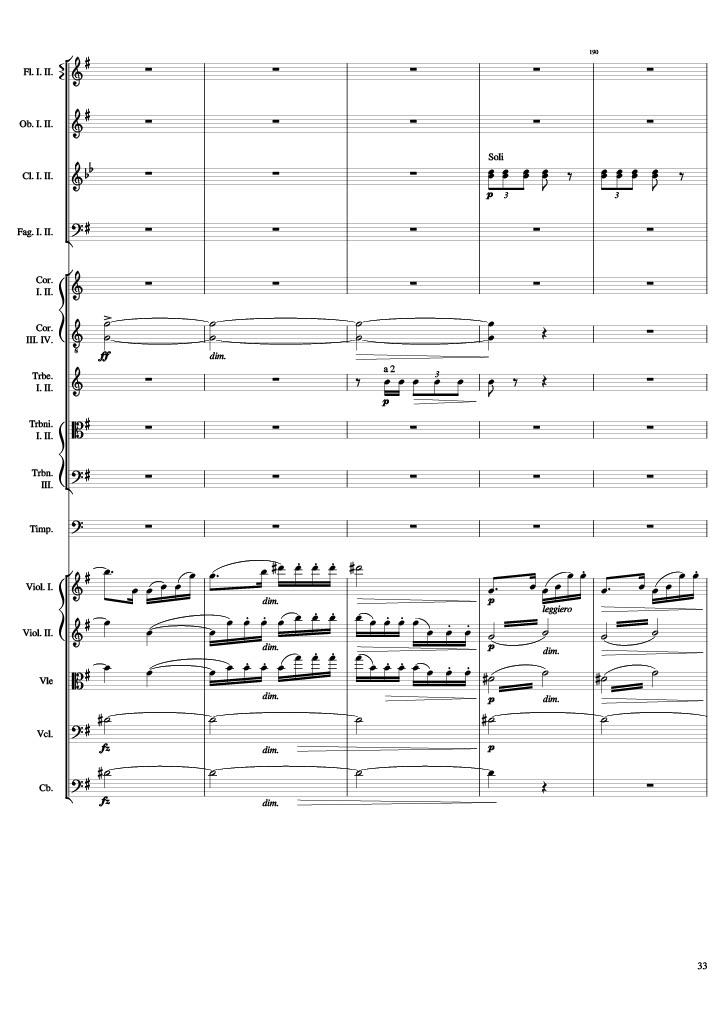 190
Fl. I. II.
Ob. I. II.
Soli
Cl. I. II.
p 3 3
Fag. I. II.
Cor.
I. II.
Cor.
III. IV.
ff dim.
a 2
Trbe.
I. II.
3
p
Trbni.
I. II.
Trbn.
III.
Timp.
Viol. I.
dim. p leggiero
Viol. II.
dim. p dim.
Vle
dim. p dim.
Vcl.
fz dim. p
Cb.
fz dim.
33